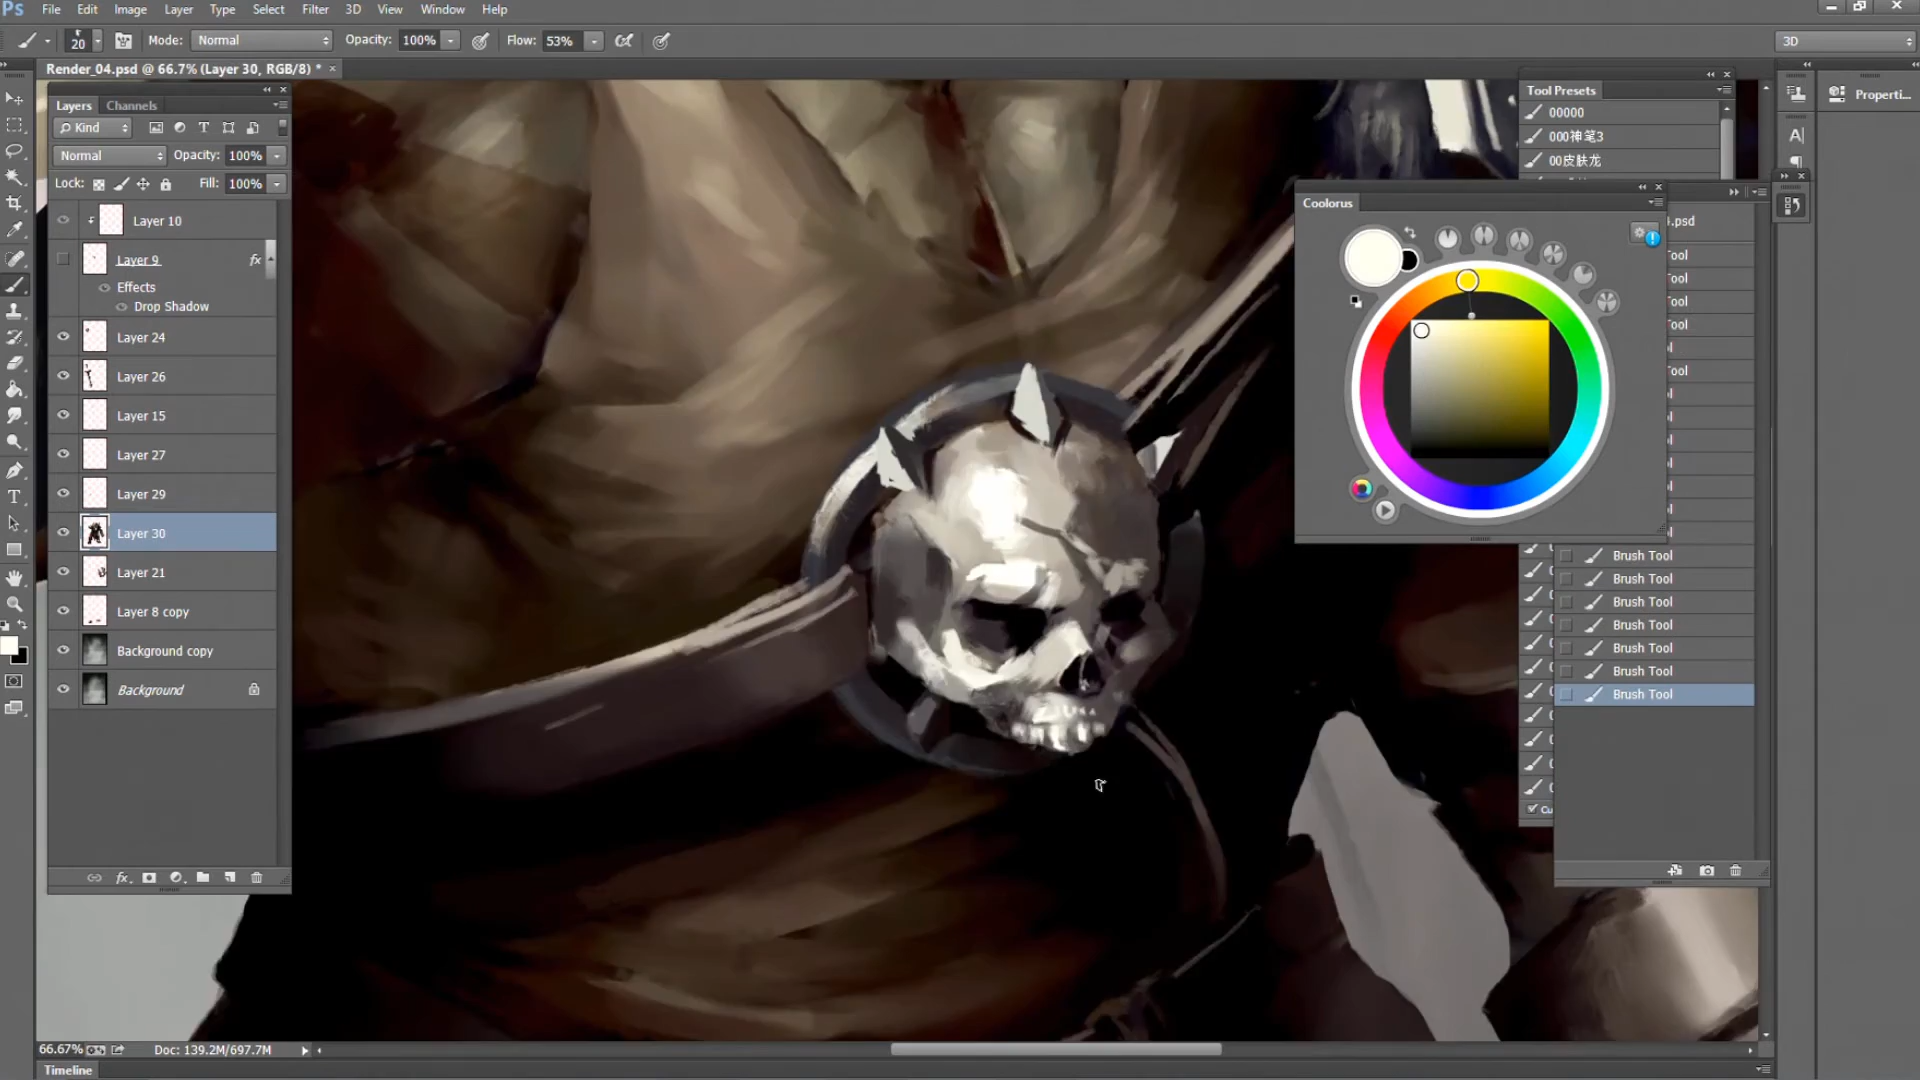 Ps File Edit Image Layer Type Select Filter 3D View Window Help
20 Mode: Normal Opacity: 100% Flow: 53% 3D
Render_04.psd @ 66.7% (Layer 30, RGB/8) * ×
Layers Channels
Kind
Normal Opacity: 100%
Lock: Fill: 100%
Layer 10
Layer 9 fx
Effects
Drop Shadow
Layer 24
Layer 26
Layer 15
Layer 27
Layer 29
Layer 30
Layer 21
Layer 8 copy
Background copy
Background
fx
Tool Presets
00000
000神笔3
00皮肤龙
Properti...
Coolorus
.psd
Brush Tool
Brush Tool
Brush Tool
Brush Tool
Brush Tool
Brush Tool
Brush Tool
66.67% Doc: 139.2M/697.7M
Timeline